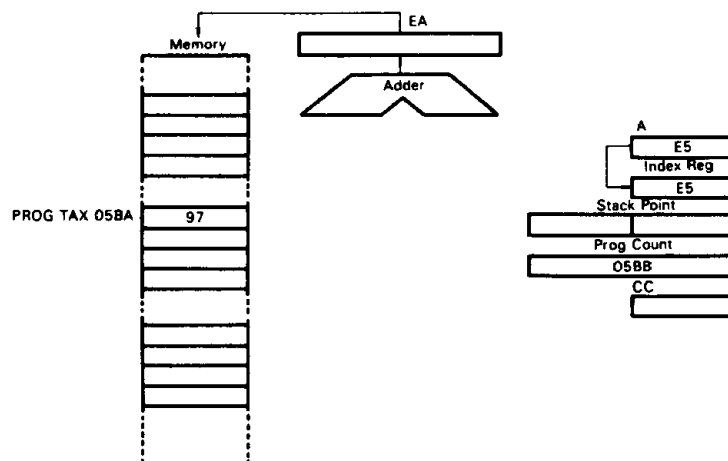 EA
Memory
Adder
A
E5
Index Reg
E5
Stack Point
PROG TAX 05BA 97
Prog Count
05BB
CC